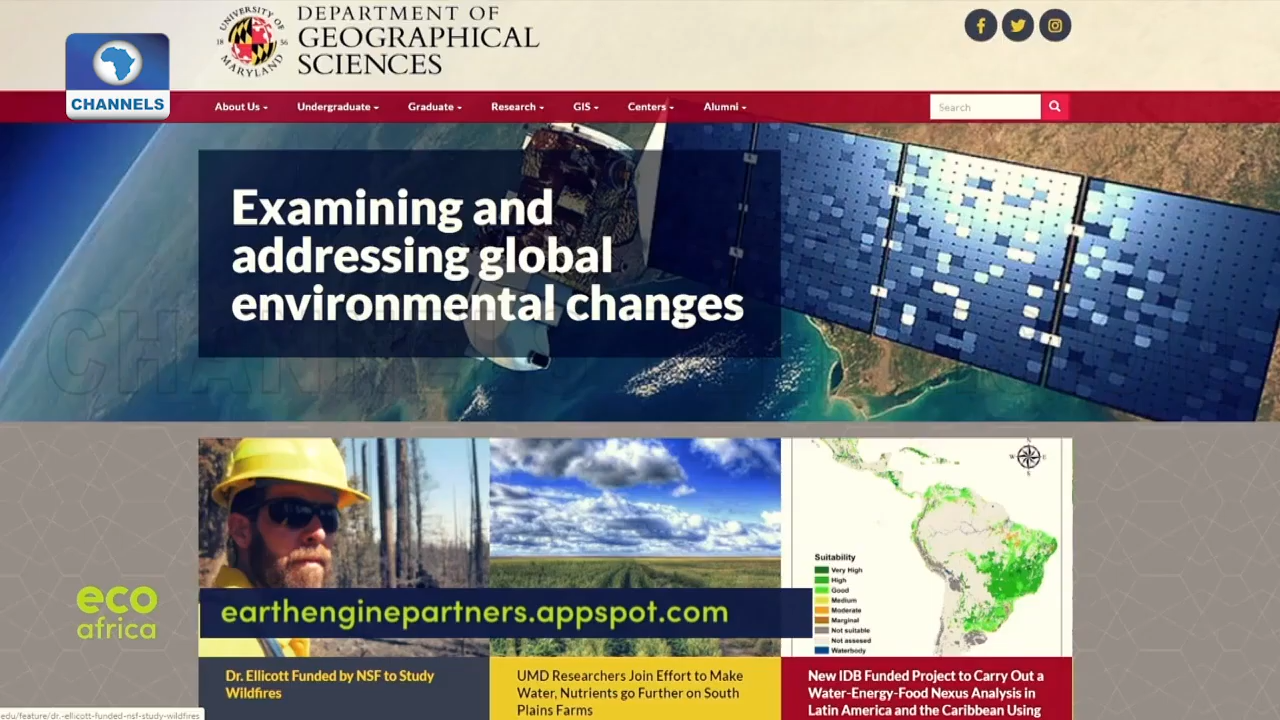 UNIVERSITY OF
18 56
MARYLAND
DEPARTMENT OF
GEOGRAPHICAL
SCIENCES
CHANNELS
About Us
Undergraduate
Graduate
Research
GIS
Centers
Alumni
Search
Examining and
addressing global
environmental changes
CHANNELS
W E
S
Suitability
Very High
High
Good
Medium
Moderate
Marginal
Not suitable
Not assesed
Waterbody
eco
africa
earthenginepartners.appspot.com
Dr. Ellicott Funded by NSF to Study
Wildfires
UMD Researchers Join Effort to Make
Water, Nutrients go Further on South
Plains Farms
New IDB Funded Project to Carry Out a
Water-Energy-Food Nexus Analysis in
Latin America and the Caribbean Using
edu/feature/dr.-ellicott-funded-nsf-study-wildfires